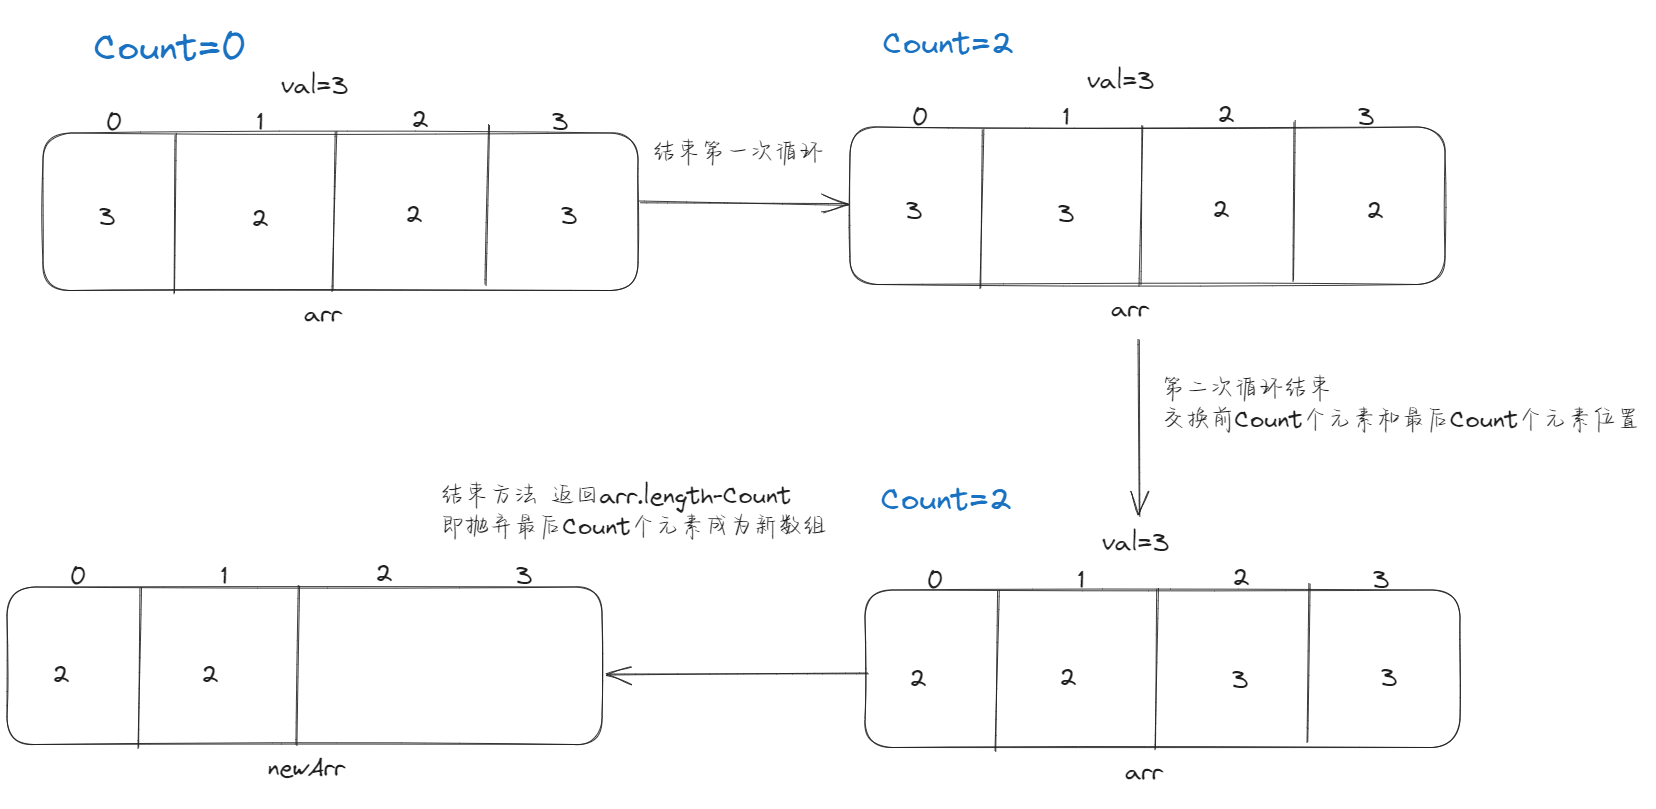 Count=0
val=3
0 1 2 3
3 2 2 3
arr
结束第一次循环
Count=2
val=3
0 1 2 3
3 3 2 2
arr
第二次循环结束
交换前Count个元素和最后Count个元素位置
Count=2
val=3
0 1 2 3
2 2 3 3
arr
结束方法 返回arr.length-Count
即抛弃最后Count个元素成为新数组
0 1 2 3
2 2
newArr